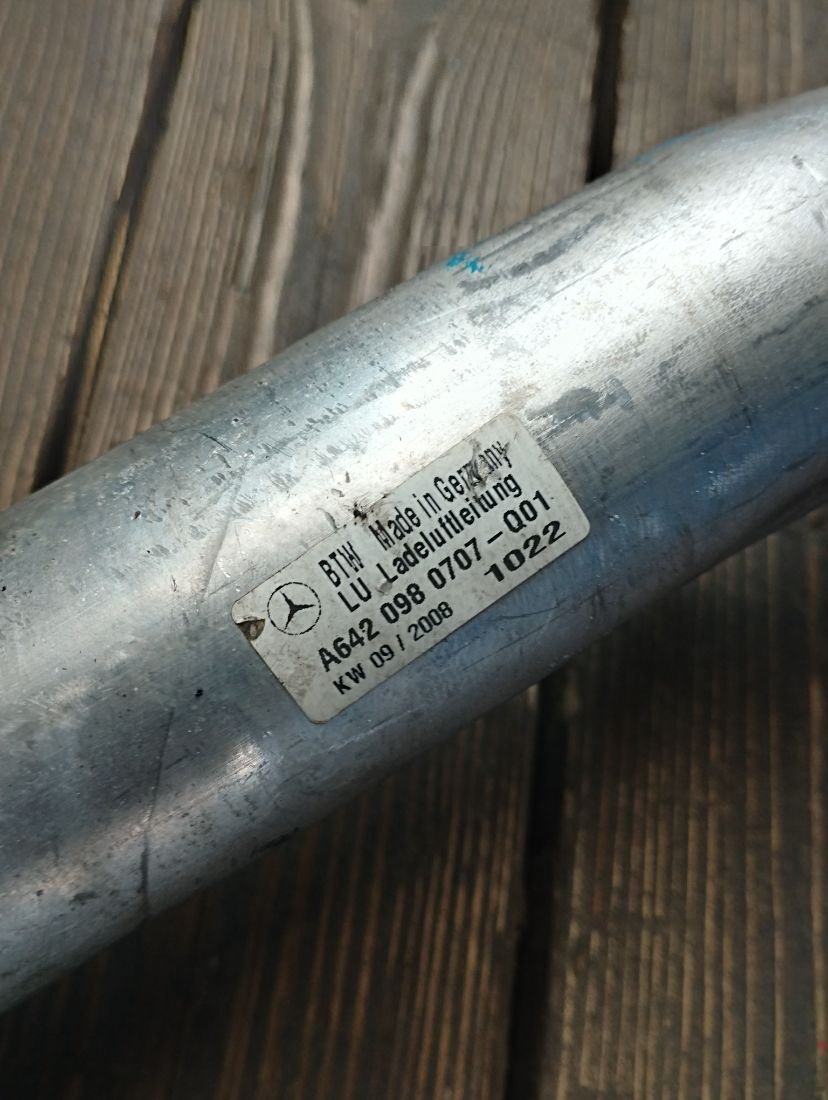 BTW Made in Germany
LU Ladeluftleitung
A642 098 0707-Q01
KW 09/2008 1022